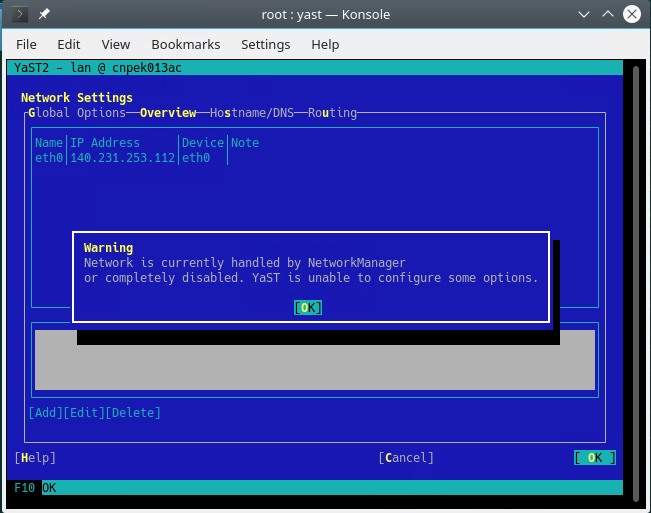 root : yast — Konsole
File Edit View Bookmarks Settings Help
YaST2 - lan @ cnpek013ac
Network Settings
Global Options Overview Hostname/DNS Routing
Name IP Address Device Note
eth0 140.231.253.112 eth0
Warning
Network is currently handled by NetworkManager
or completely disabled. YaST is unable to configure some options.
[OK]
[Add][Edit][Delete]
[Help] [Cancel] [ OK ]
F10 OK